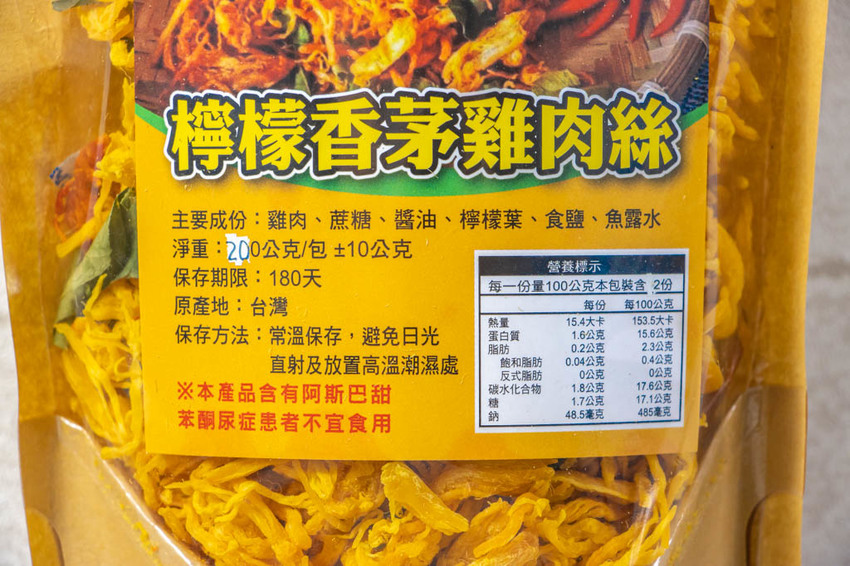 檸檬香茅雞肉絲
主要成份：雞肉、蔗糖、醬油、檸檬葉、食鹽、魚露水
淨重：200公克/包 ±10公克
保存期限：180天
原產地：台灣
保存方法：常溫保存，避免日光
直射及放置高溫潮濕處
※本產品含有阿斯巴甜
苯酮尿症患者不宜食用
營養標示
每一份量100公克本包裝含 2份
每份 每100公克
熱量 15.4大卡 153.5大卡
蛋白質 1.6公克 15.6公克
脂肪 0.2公克 2.3公克
飽和脂肪 0.04公克 0.4公克
反式脂肪 0公克 0公克
碳水化合物 1.8公克 17.6公克
糖 1.7公克 17.1公克
鈉 48.5毫克 485毫克